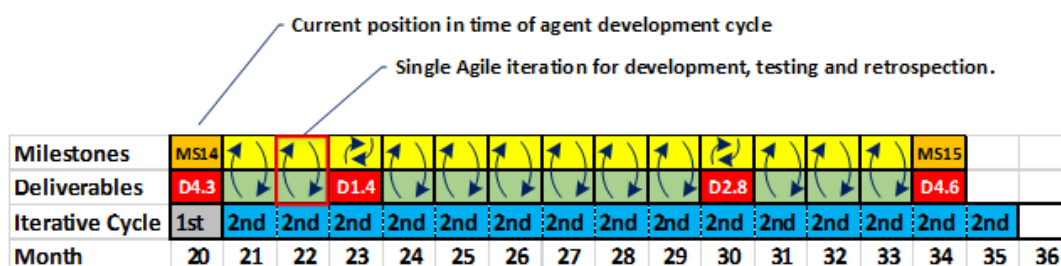 Current position in time of agent development cycle
Single Agile iteration for development, testing and retrospection.
Milestones MS14 MS15
Deliverables D4.3 D1.4 D2.8 D4.6
Iterative Cycle 1st 2nd 2nd 2nd 2nd 2nd 2nd 2nd 2nd 2nd 2nd 2nd 2nd 2nd 2nd 2nd
Month 20 21 22 23 24 25 26 27 28 29 30 31 32 33 34 35 36